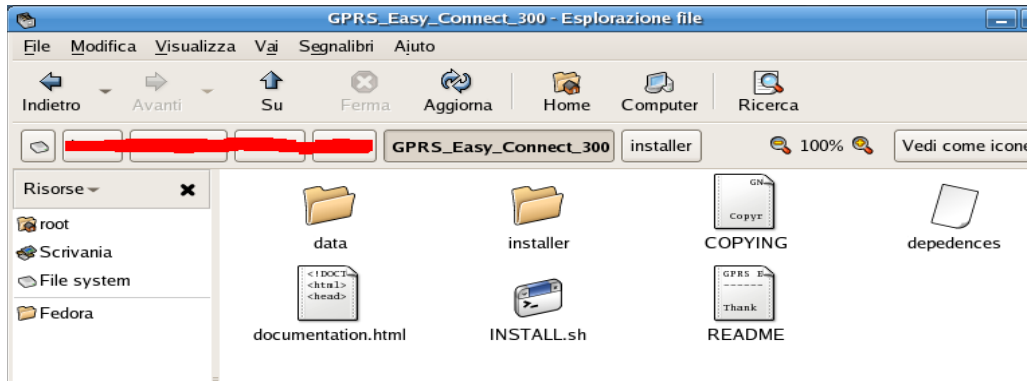 GPRS_Easy_Connect_300 - Esplorazione file
File Modifica Visualizza Vai Segnalibri Aiuto
Indietro Avanti Su Ferma Aggiorna Home Computer Ricerca
GPRS_Easy_Connect_300 installer 100% Vedi come icone
Risorse
root
Scrivania
File system
Fedora
GN
Copyr
data installer COPYING depedences
<!DOCT
<html>
<head>
GPRS E
------
Thank
documentation.html INSTALL.sh README